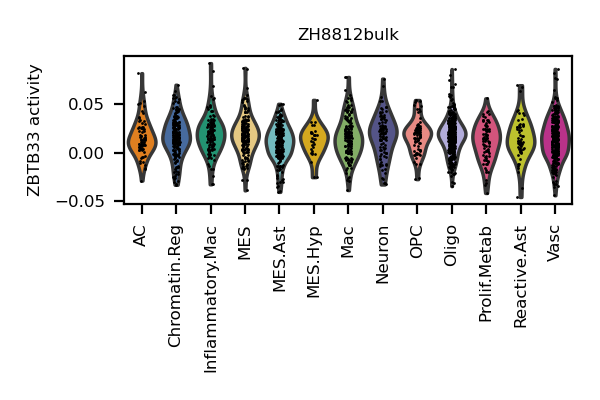 ZH8812bulk
ZBTB33 activity
0.05
0.00
−0.05
AC
Chromatin.Reg
Inflammatory.Mac
MES
MES.Ast
MES.Hyp
Mac
Neuron
OPC
Oligo
Prolif.Metab
Reactive.Ast
Vasc